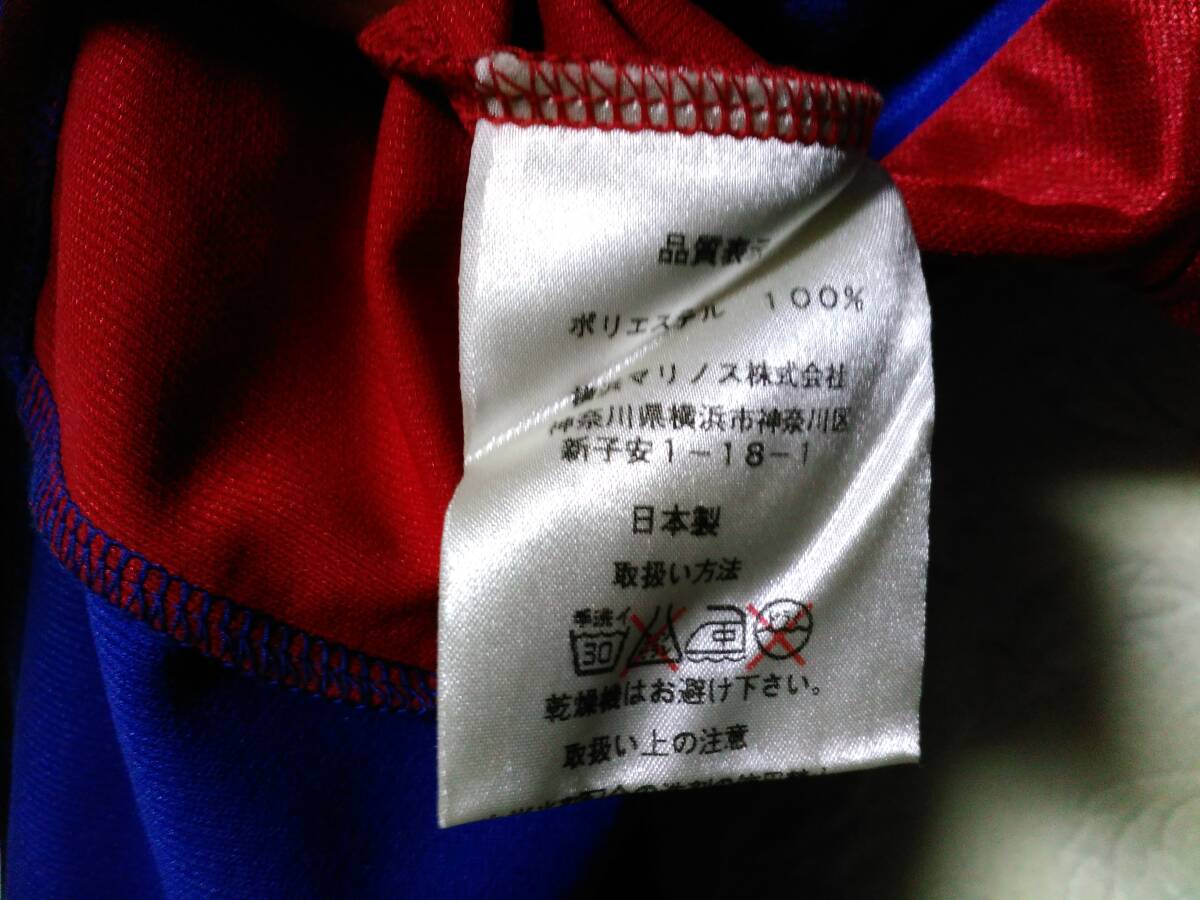 品質表示
ポリエステル 100%
横浜マリノス株式会社
神奈川県横浜市神奈川区
新子安1-18-1
日本製
取扱い方法
手洗イ
30
ドライ
乾燥機はお避け下さい。
取扱い上の注意